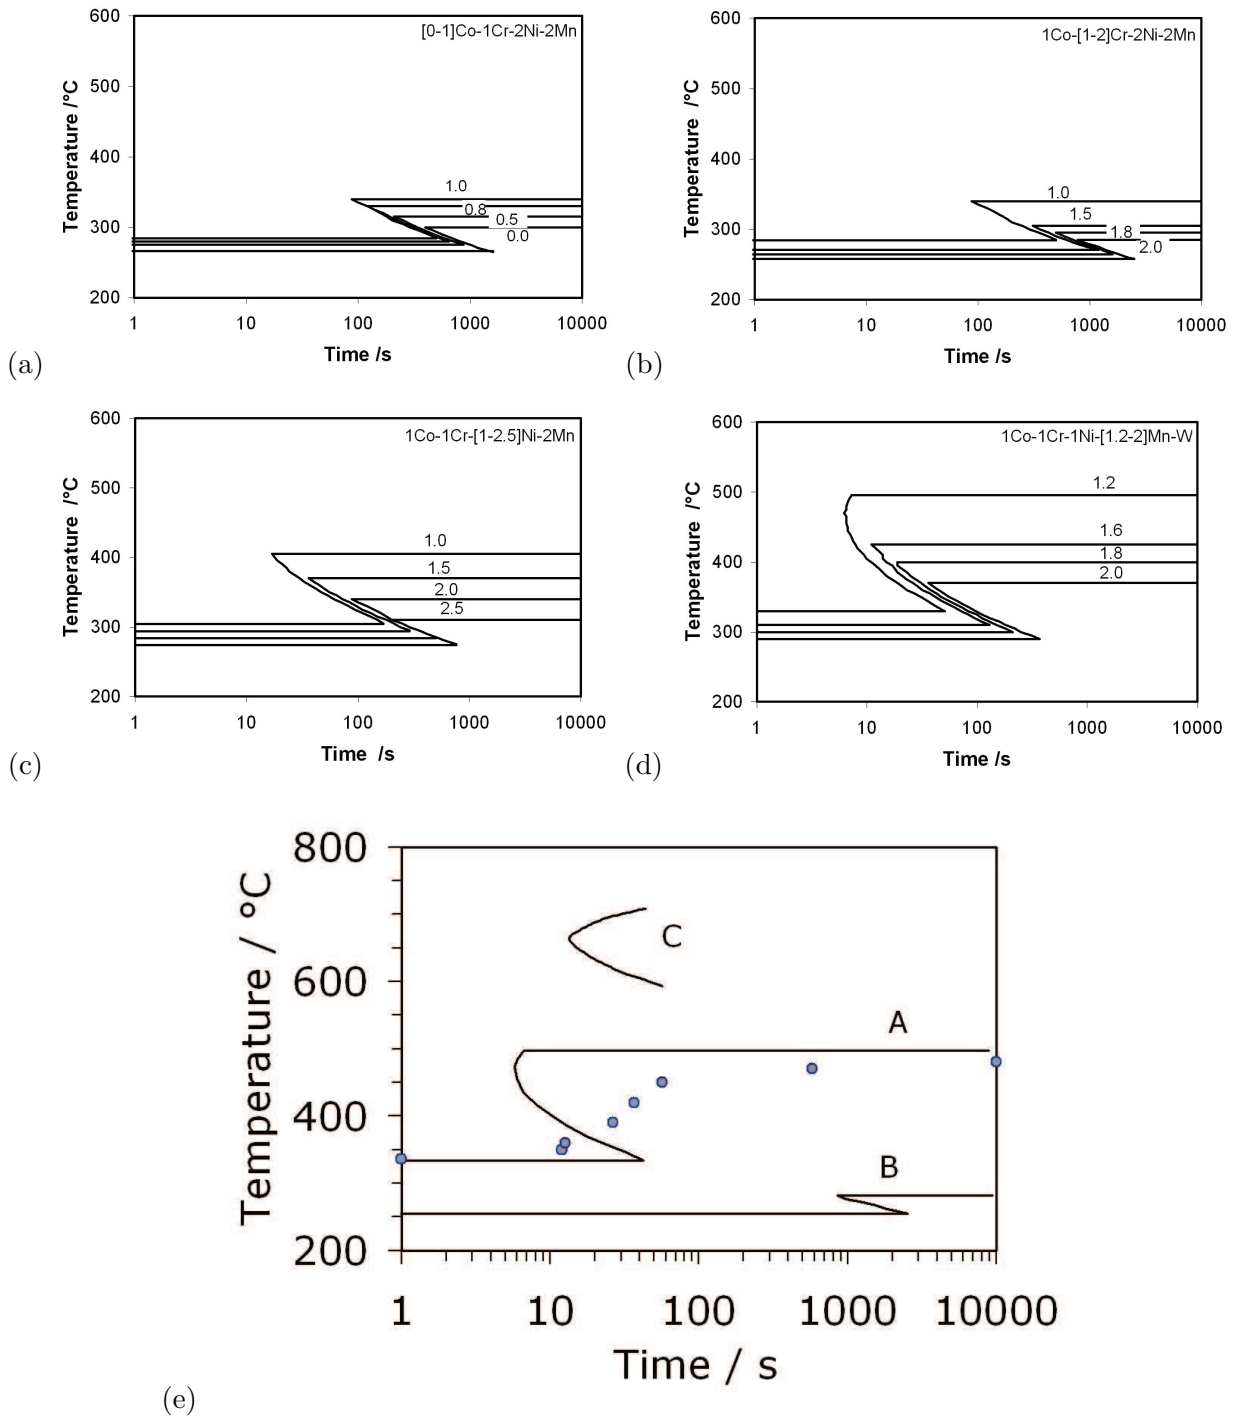 600
[0-1]Co-1Cr-2Ni-2Mn
500
400
300
200
Temperature /°C
1.0
0.8
0.5
0.0
1 10 100 1000 10000
Time /s
(a)
600
1Co-[1-2]Cr-2Ni-2Mn
500
400
300
200
Temperature /°C
1.0
1.5
1.8
2.0
1 10 100 1000 10000
Time /s
(b)
600
1Co-1Cr-[1-2.5]Ni-2Mn
500
400
300
200
Temperature /°C
1.0
1.5
2.0
2.5
1 10 100 1000 10000
Time /s
(c)
600
1Co-1Cr-1Ni-[1.2-2]Mn-W
500
400
300
200
Temperature /°C
1.2
1.6
1.8
2.0
1 10 100 1000 10000
Time /s
(d)
800
600
400
200
Temperature / °C
C
A
B
1 10 100 1000 10000
Time / s
(e)